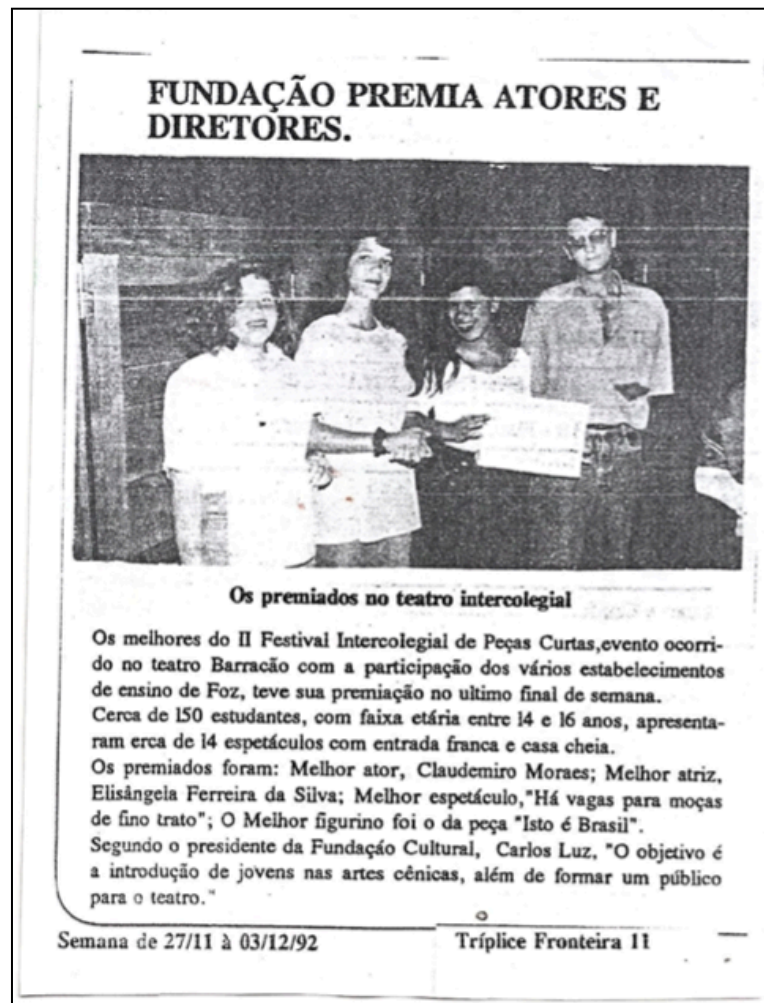 FUNDAÇÃO PREMIA ATORES E
DIRETORES.
Os premiados no teatro intercolegial
Os melhores do II Festival Intercolegial de Peças Curtas,evento ocorri-
do no teatro Barracão com a participação dos vários estabelecimentos
de ensino de Foz, teve sua premiação no ultimo final de semana.
Cerca de 150 estudantes, com faixa etária entre 14 e 16 anos, apresenta-
ram erca de 14 espetáculos com entrada franca e casa cheia.
Os premiados foram: Melhor ator, Claudemiro Moraes; Melhor atriz,
Elisângela Ferreira da Silva; Melhor espetáculo,"Há vagas para moças
de fino trato"; O Melhor figurino foi o da peça "Isto é Brasil".
Segundo o presidente da Fundação Cultural, Carlos Luz, "O objetivo é
a introdução de jovens nas artes cênicas, além de formar um público
para o teatro."
Semana de 27/11 à 03/12/92
Tríplice Fronteira 11